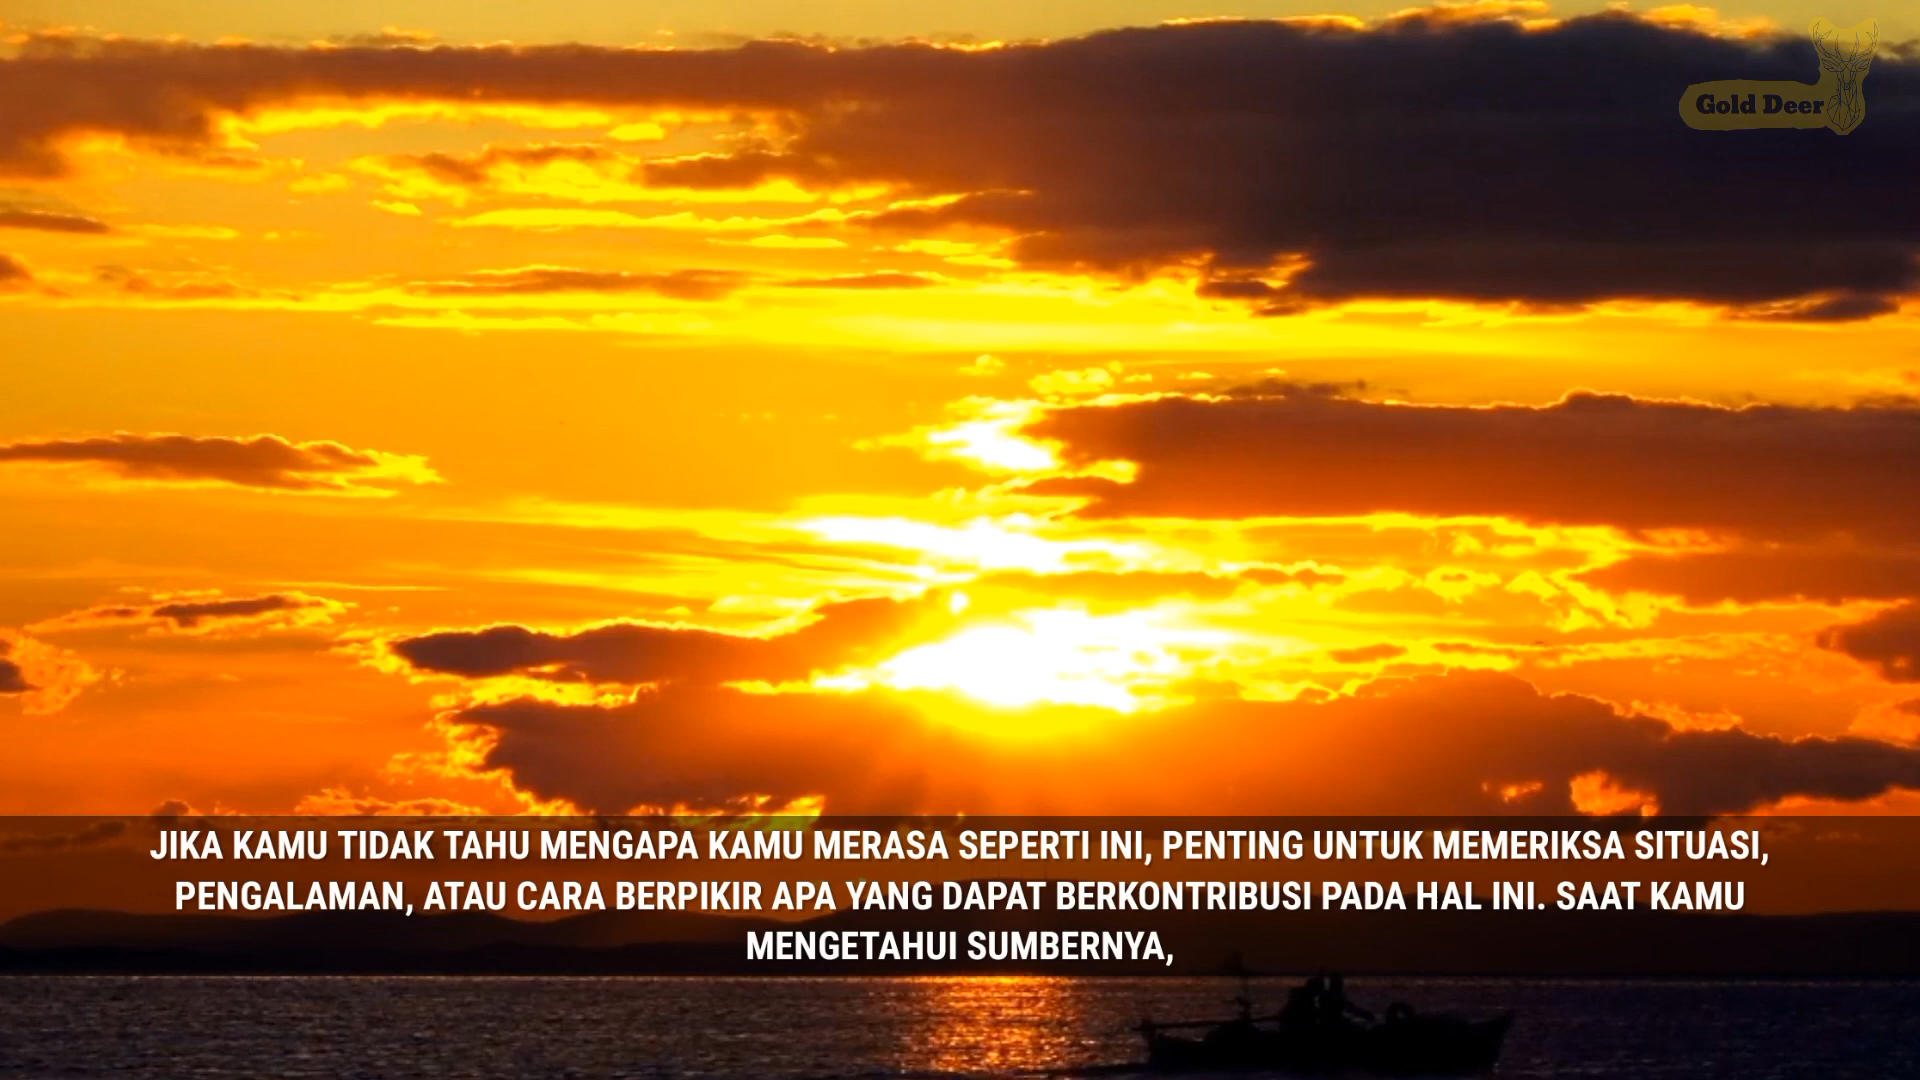 Gold Deer
JIKA KAMU TIDAK TAHU MENGAPA KAMU MERASA SEPERTI INI, PENTING UNTUK MEMERIKSA SITUASI,
PENGALAMAN, ATAU CARA BERPIKIR APA YANG DAPAT BERKONTRIBUSI PADA HAL INI. SAAT KAMU
MENGETAHUI SUMBERNYA,